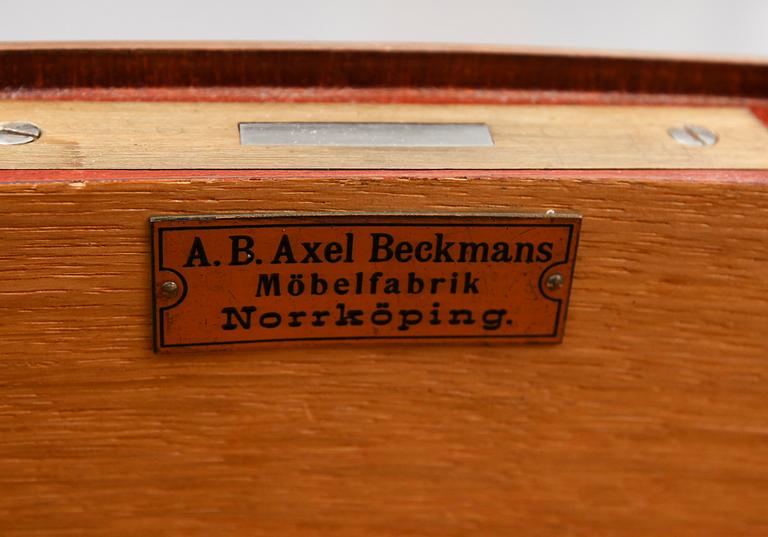 A. B. Axel Beckmans
Möbelfabrik
Norrköping.